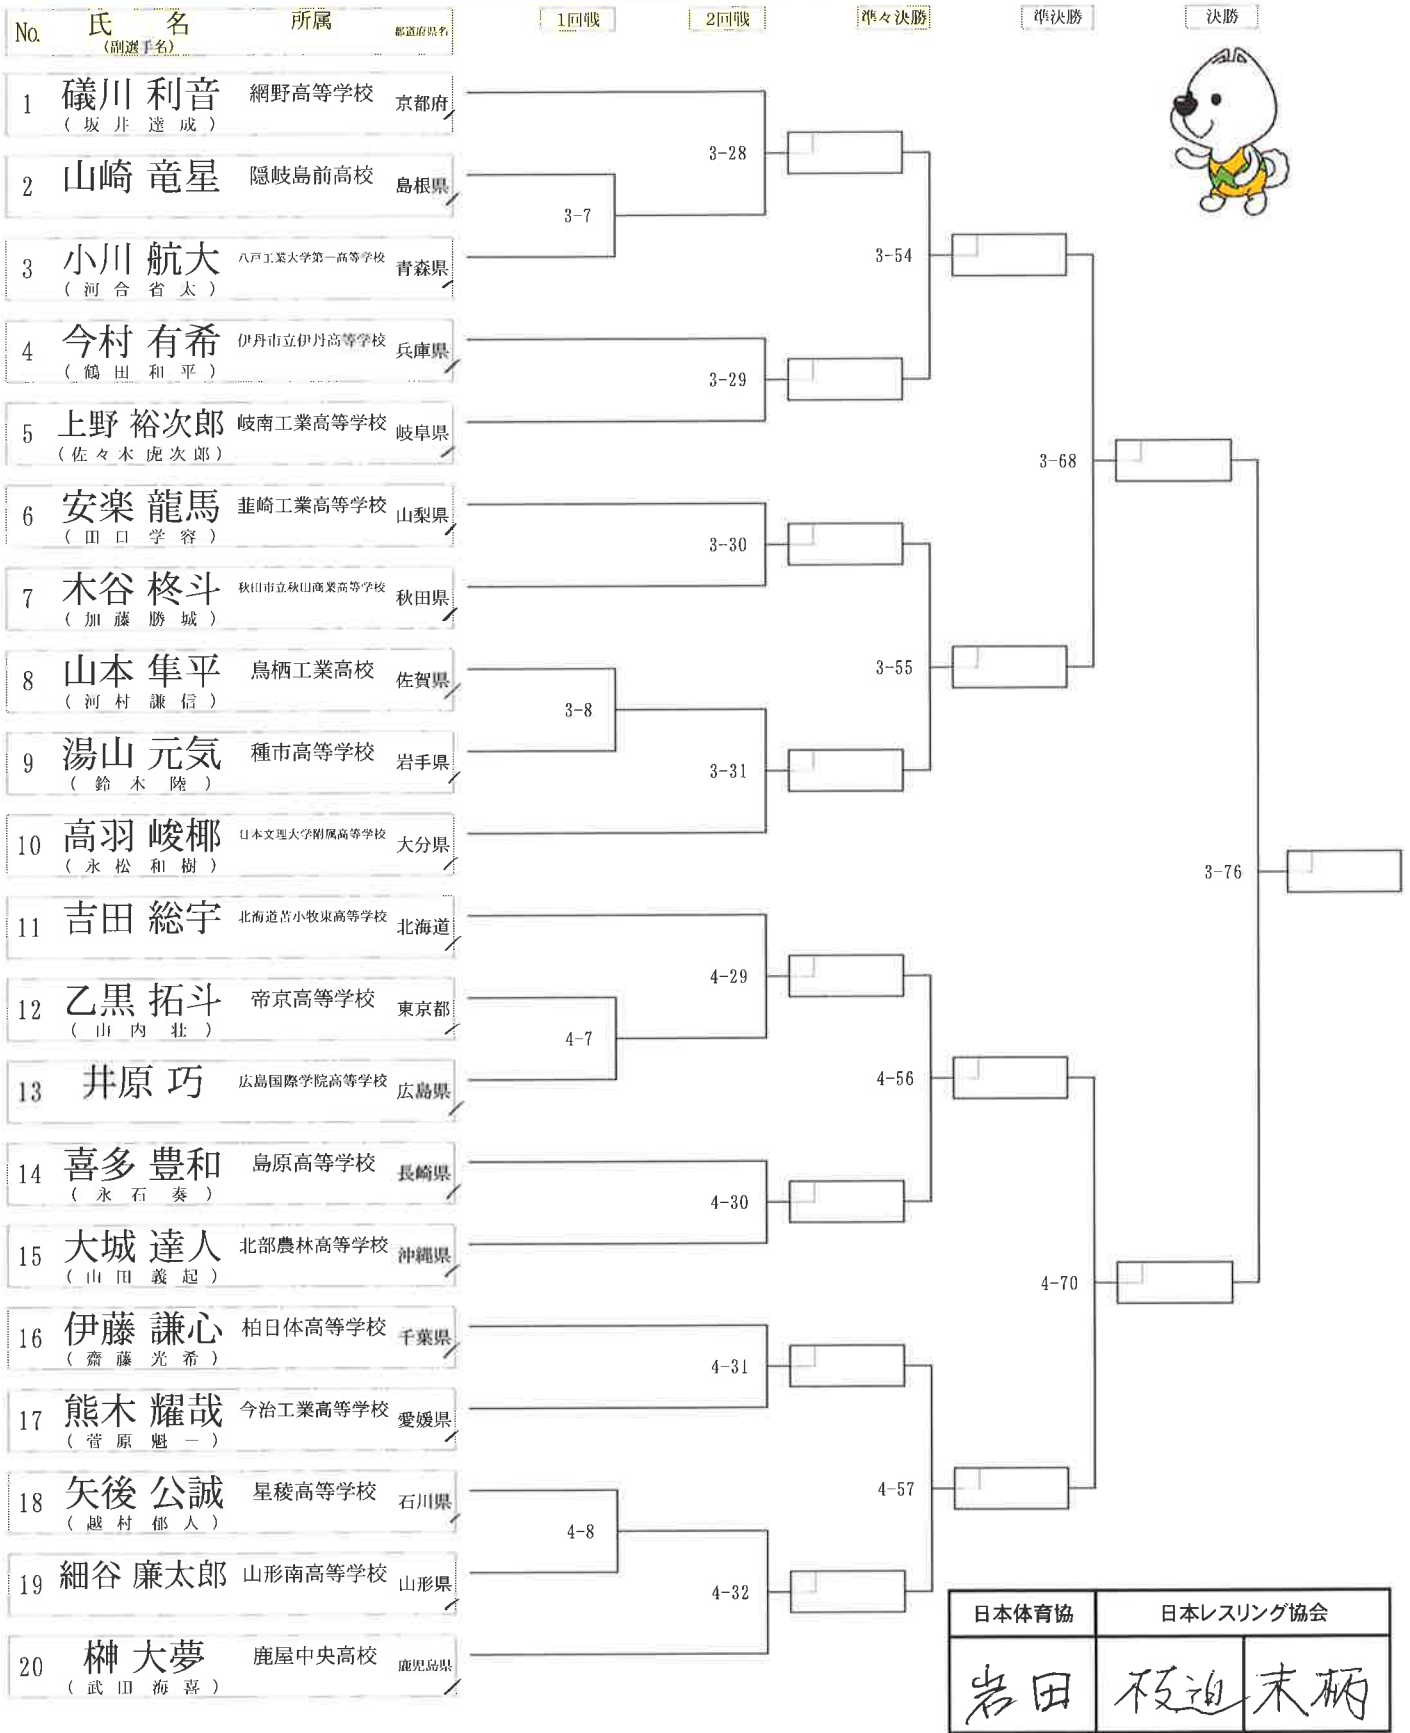 No. 氏名 所属 都道府県名 1回戦 2回戦 準々決勝 準決勝 決勝
(副選手名)
1 礒川 利音 網野高等学校 京都府
(坂井達成)
3-28
2 山崎 竜星 隠岐島前高校 島根県
3-7
3 小川 航大 八戸工業大学第一高等学校 青森県
(河合省太)
3-54
4 今村 有希 伊丹市立伊丹高等学校 兵庫県
(鶴田和平)
3-29
5 上野 裕次郎 岐南工業高等学校 岐阜県
(佐々木虎次郎)
3-68
6 安楽 龍馬 韮崎工業高等学校 山梨県
(田口学容)
3-30
7 木谷 柊斗 秋田市立秋田商業高等学校 秋田県
(加藤勝城)
3-55
8 山本 隼平 鳥栖工業高校 佐賀県
(河村謙信)
3-8
9 湯山 元気 種市高等学校 岩手県
(鈴木陸)
3-31
10 高羽 峻椰 日本文理大学附属高等学校 大分県
(永松和樹)
3-76
11 吉田 総宇 北海道苫小牧東高等学校 北海道
4-29
12 乙黒 拓斗 帝京高等学校 東京都
(山内壮)
4-7
13 井原 巧 広島国際学院高等学校 広島県
4-56
14 喜多 豊和 島原高等学校 長崎県
(永石奏)
4-30
15 大城 達人 北部農林高等学校 沖縄県
(山田義起)
4-70
16 伊藤 謙心 柏日体高等学校 千葉県
(齋藤光希)
4-31
17 熊木 耀哉 今治工業高等学校 愛媛県
(菅原魁一)
4-57
18 矢後 公誠 星稜高等学校 石川県
(越村郁人)
4-8
19 細谷 廉太郎 山形南高等学校 山形県
4-32
20 榊 大夢 鹿屋中央高校 鹿児島県
(武田海喜)
日本体育協 日本レスリング協会
岩田 枝迫 末柄